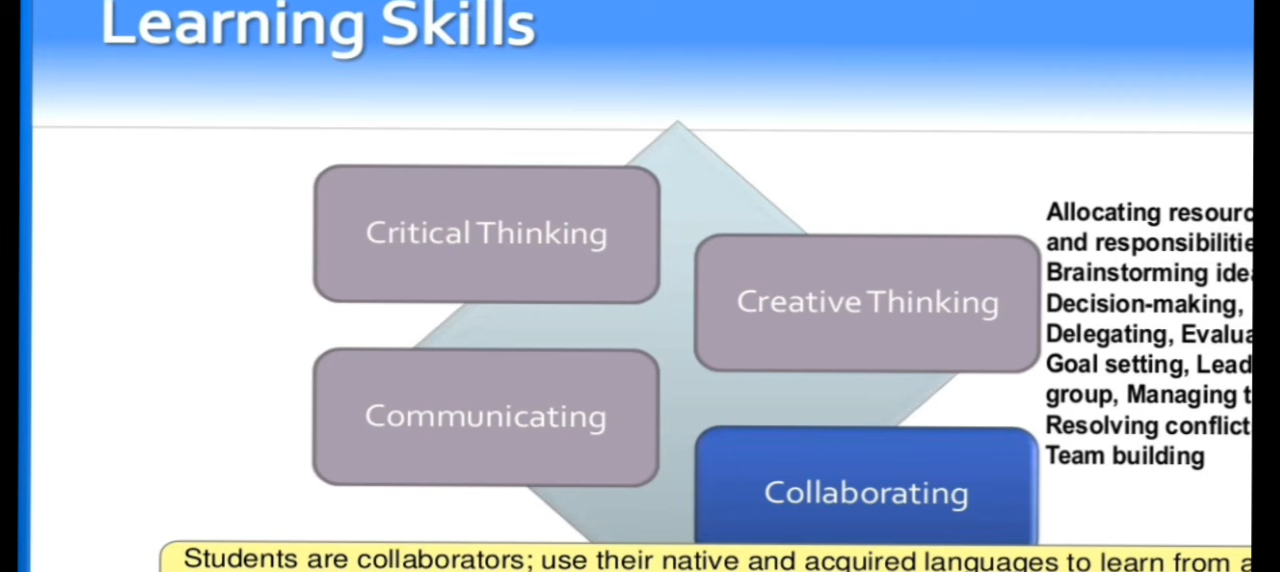 Learning Skills
Critical Thinking
Creative Thinking
Communicating
Collaborating
Allocating
and
Brainstorming
Decision-making,
Delegating,
Goal setting,
group, Managing
Resolving
Team building
Students are collaborators; use their native and acquired languages to learn from